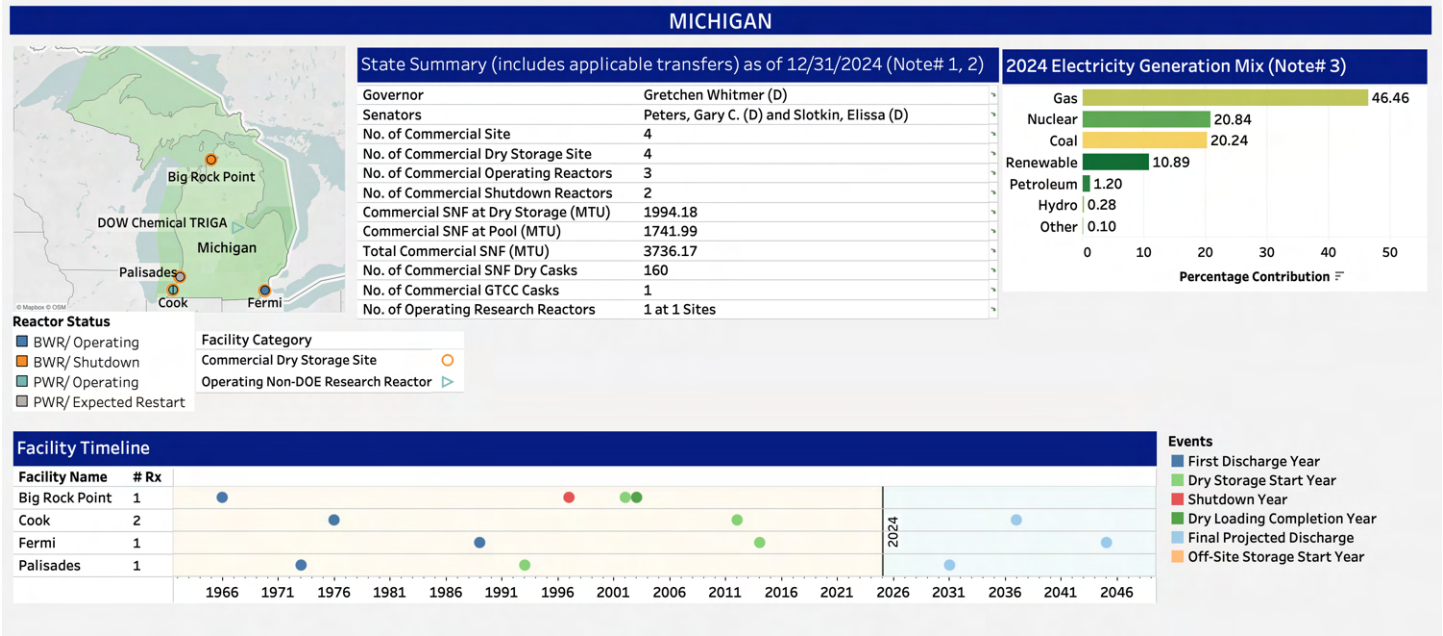 MICHIGAN
Big Rock Point
DOW Chemical TRIGA
Michigan
Palisades
Cook
Fermi
© Mapbox © OSM
State Summary (includes applicable transfers) as of 12/31/2024 (Note# 1, 2)
Governor Gretchen Whitmer (D)
Senators Peters, Gary C. (D) and Slotkin, Elissa (D)
No. of Commercial Site 4
No. of Commercial Dry Storage Site 4
No. of Commercial Operating Reactors 3
No. of Commercial Shutdown Reactors 2
Commercial SNF at Dry Storage (MTU) 1994.18
Commercial SNF at Pool (MTU) 1741.99
Total Commercial SNF (MTU) 3736.17
No. of Commercial SNF Dry Casks 160
No. of Commercial GTCC Casks 1
No. of Operating Research Reactors 1 at 1 Sites
2024 Electricity Generation Mix (Note# 3)
Gas 46.46
Nuclear 20.84
Coal 20.24
Renewable 10.89
Petroleum 1.20
Hydro 0.28
Other 0.10
0 10 20 30 40 50
Percentage Contribution
Reactor Status
BWR/ Operating
BWR/ Shutdown
PWR/ Operating
PWR/ Expected Restart
Facility Category
Commercial Dry Storage Site
Operating Non-DOE Research Reactor
Facility Timeline
Facility Name # Rx
Big Rock Point 1
Cook 2
Fermi 1
Palisades 1
2024
1966 1971 1976 1981 1986 1991 1996 2001 2006 2011 2016 2021 2026 2031 2036 2041 2046
Events
First Discharge Year
Dry Storage Start Year
Shutdown Year
Dry Loading Completion Year
Final Projected Discharge
Off-Site Storage Start Year